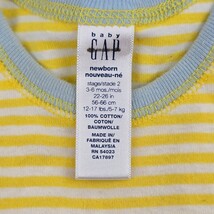 baby
GAP
newborn
nouveau-né
stage/stade 2
3-6 mos/mois
22-26 in
56-66 cm
12-17 lbs/5-7 kg
100% COTTON/
COTON/
BAUMWOLLE
MADE IN/
FABRIQUÉ EN
MALAYSIA
RN 54023
CA17897